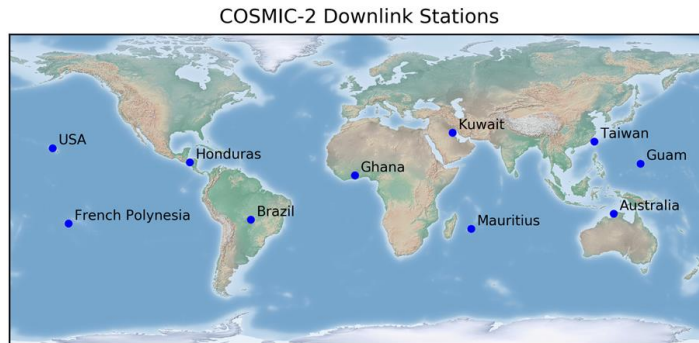 COSMIC-2 Downlink Stations
USA
Honduras
Ghana
Kuwait
Taiwan
Guam
French Polynesia
Brazil
Mauritius
Australia